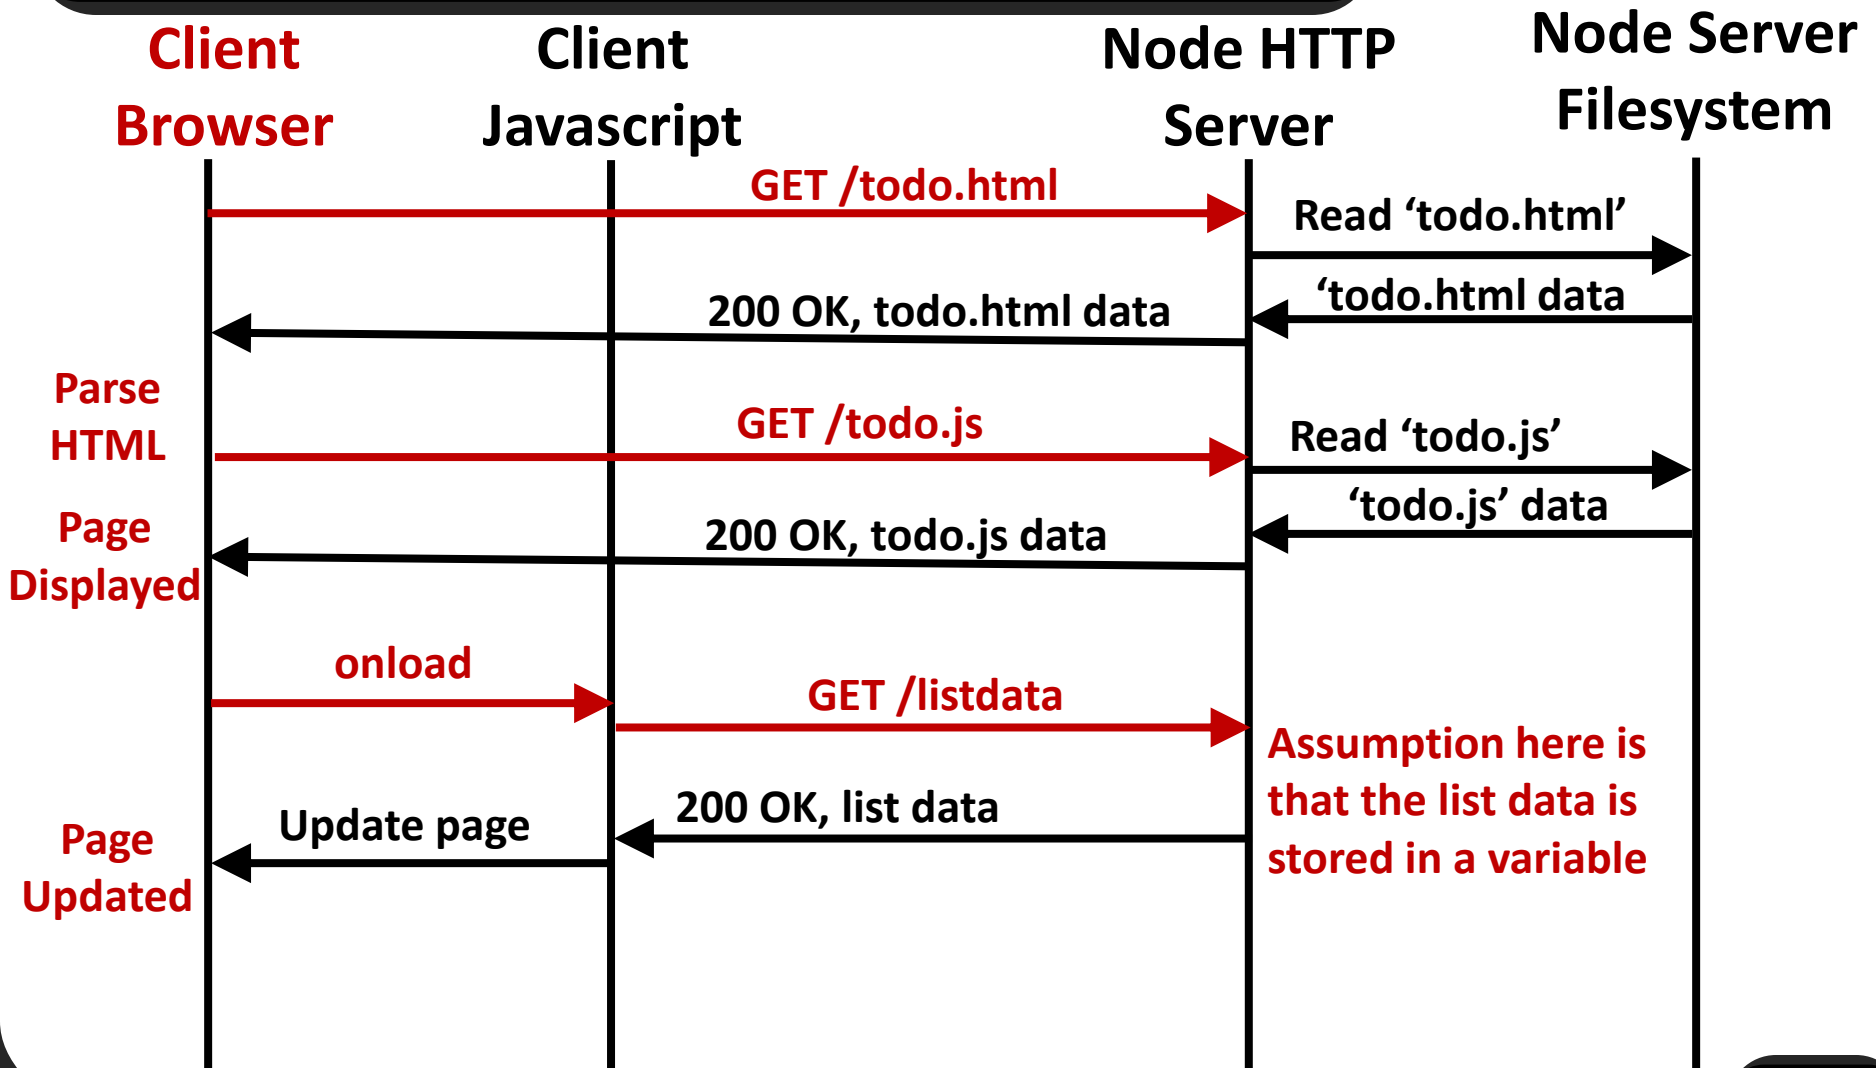 Client
Browser
Client
Javascript
Node HTTP
Server
Node Server
Filesystem
GET /todo.html
Read ‘todo.html’
‘todo.html data
200 OK, todo.html data
Parse
HTML
GET /todo.js
Read ‘todo.js’
‘todo.js’ data
200 OK, todo.js data
Page
Displayed
onload
GET /listdata
Assumption here is
that the list data is
stored in a variable
200 OK, list data
Update page
Page
Updated